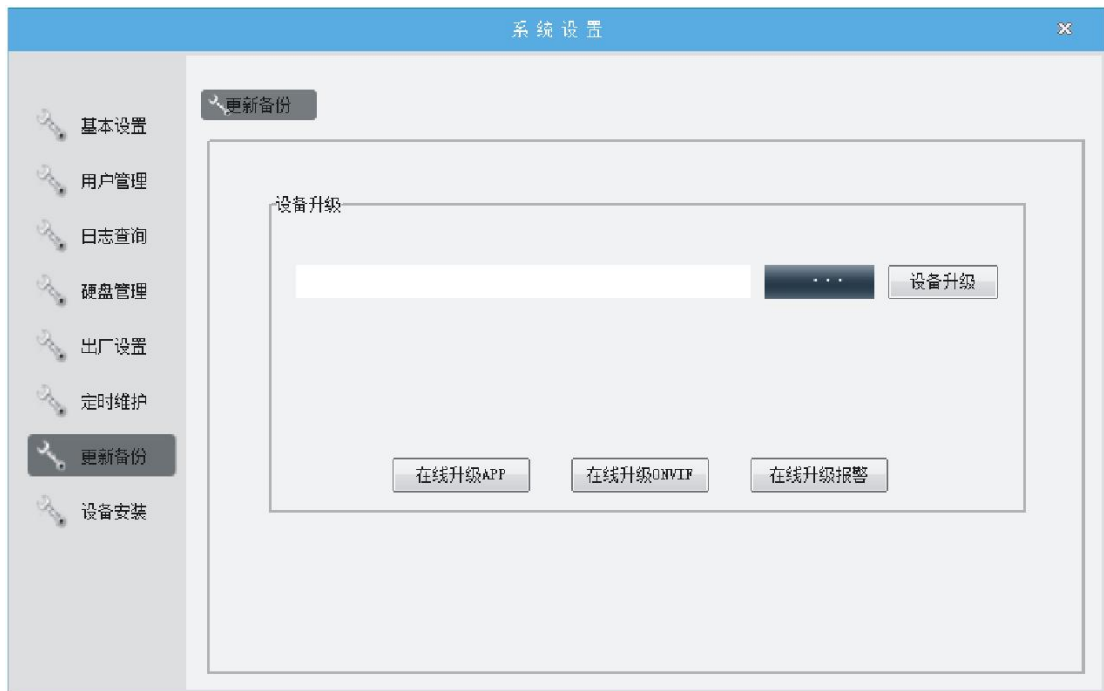 系统设置
基本设置
用户管理
日志查询
硬盘管理
出厂设置
定时维护
更新备份
设备安装
更新备份
设备升级
... 设备升级
在线升级APP 在线升级ONVIF 在线升级报警